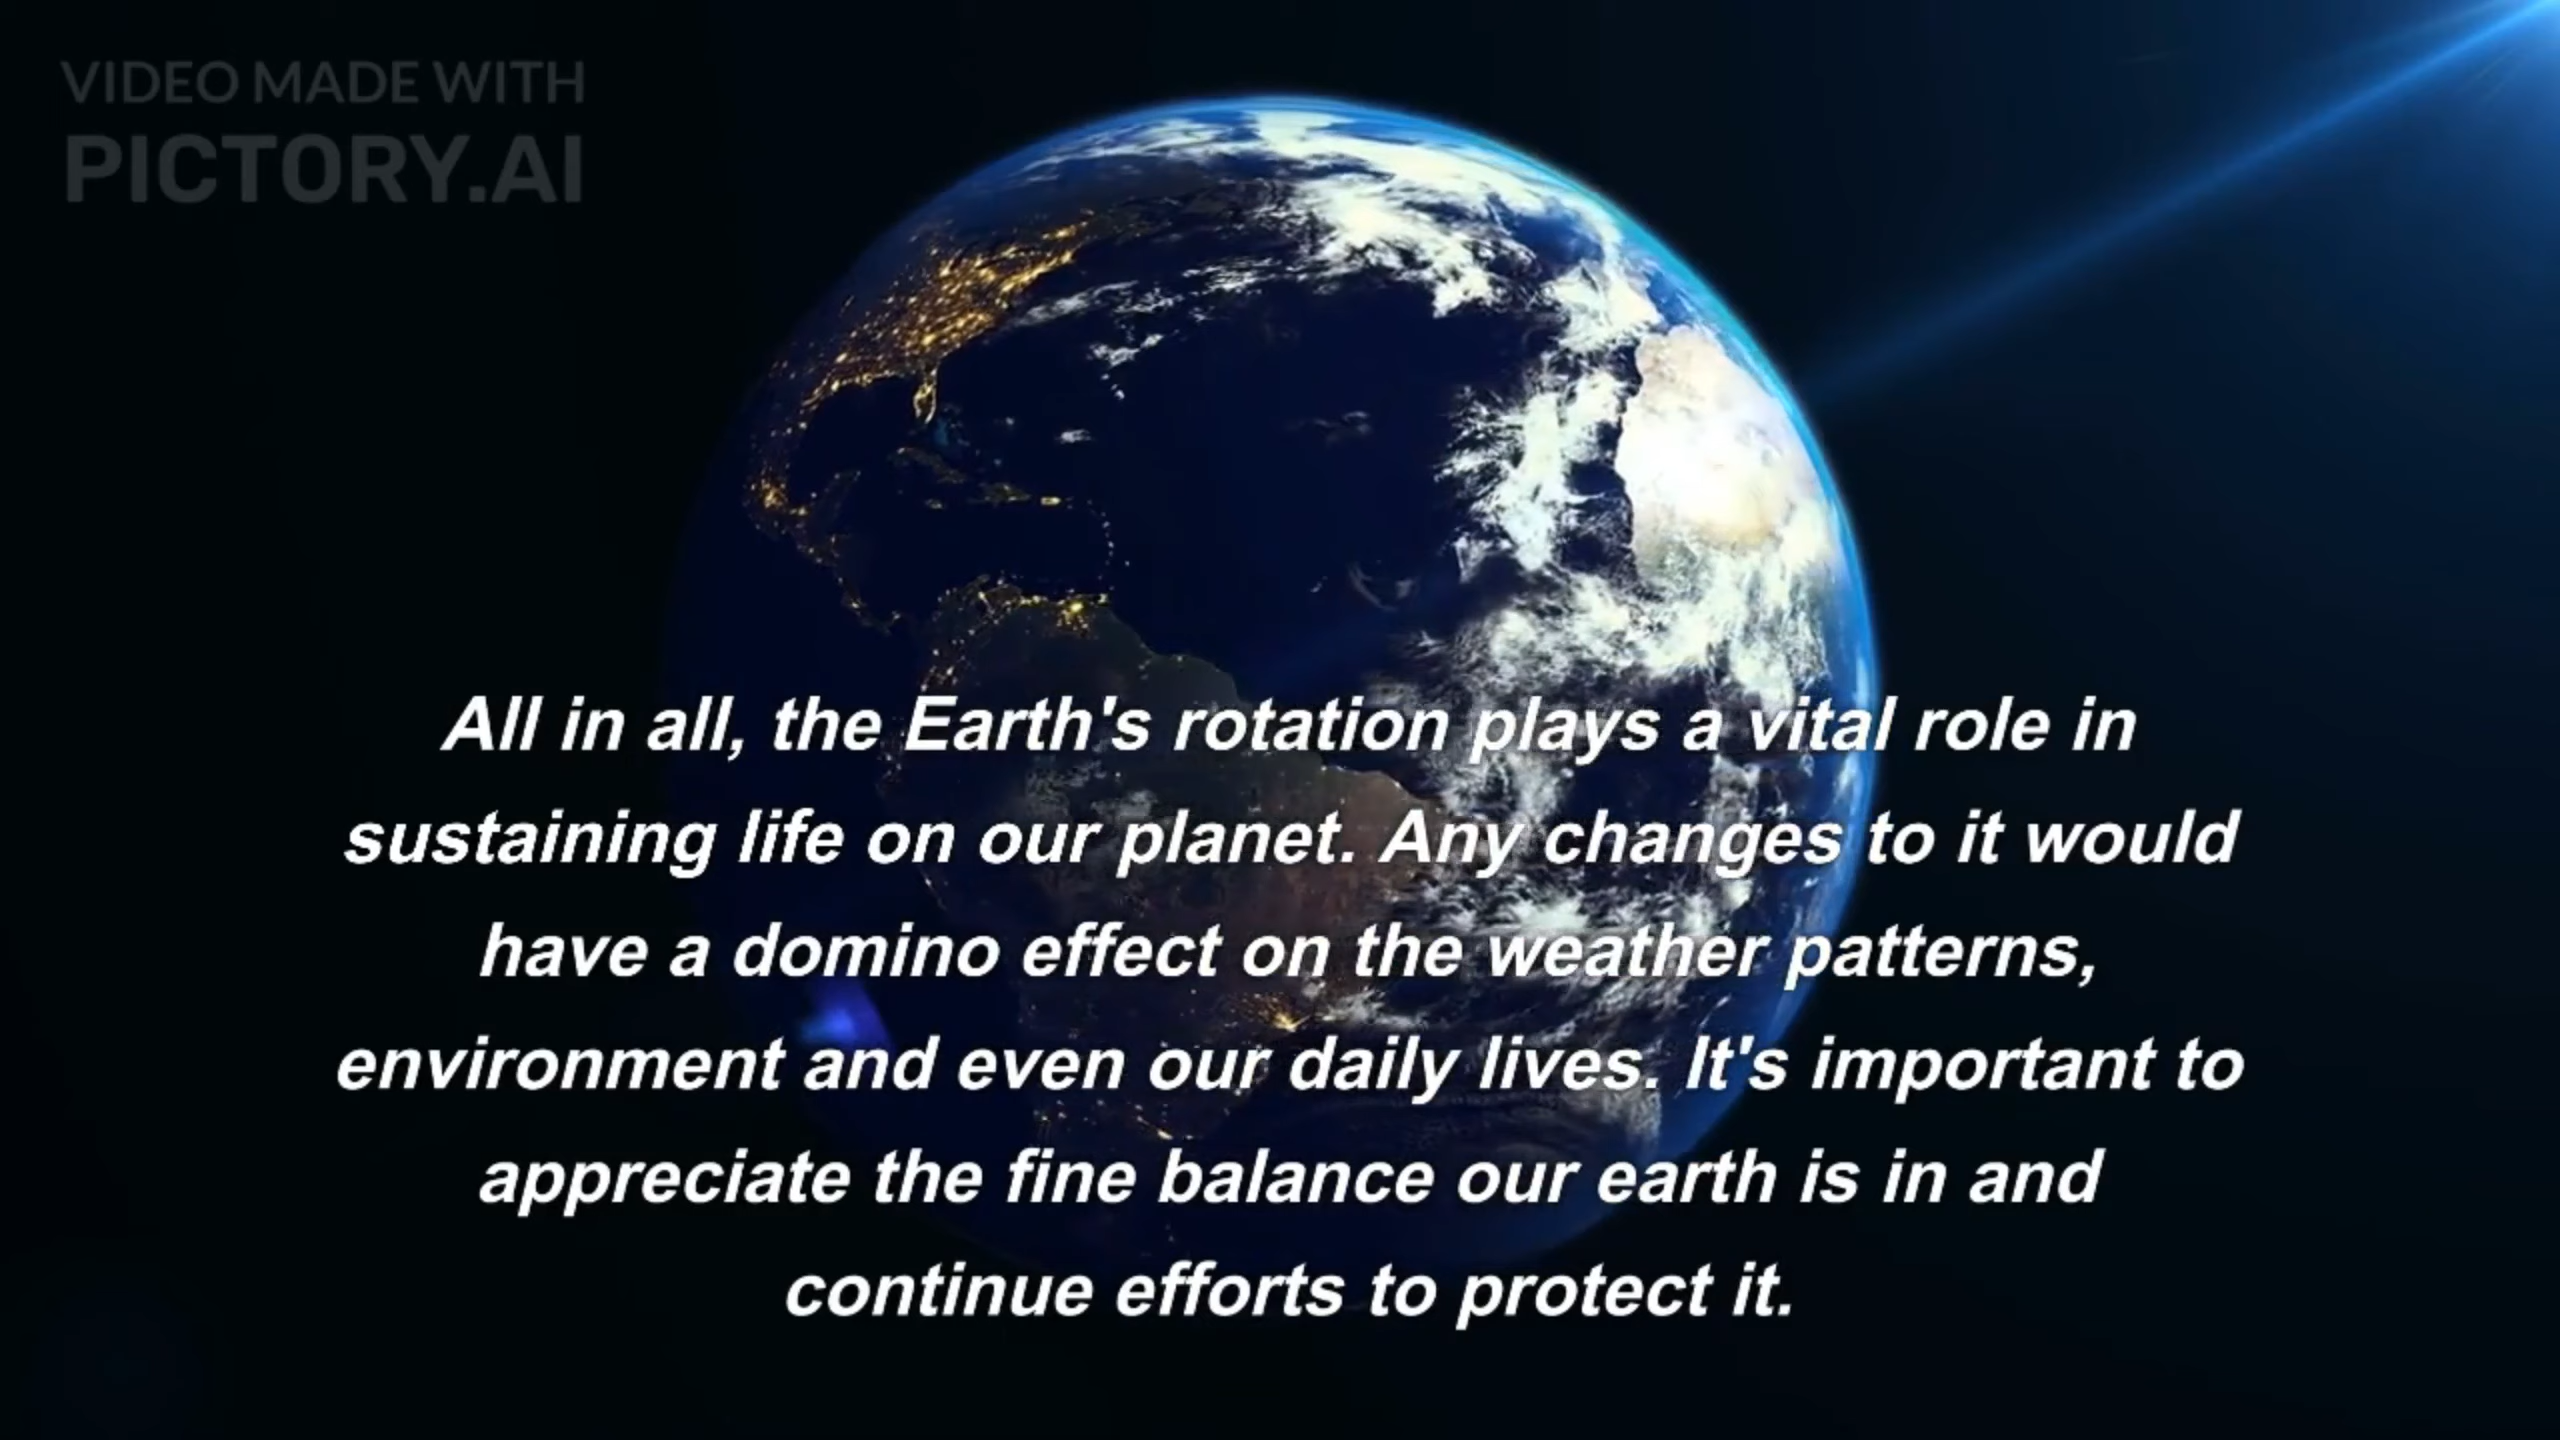 VIDEO MADE WITH
PICTORY.AI
All in all, the Earth's rotation plays a vital role in
sustaining life on our planet. Any changes to it would
have a domino effect on the weather patterns,
environment and even our daily lives. It's important to
appreciate the fine balance our earth is in and
continue efforts to protect it.